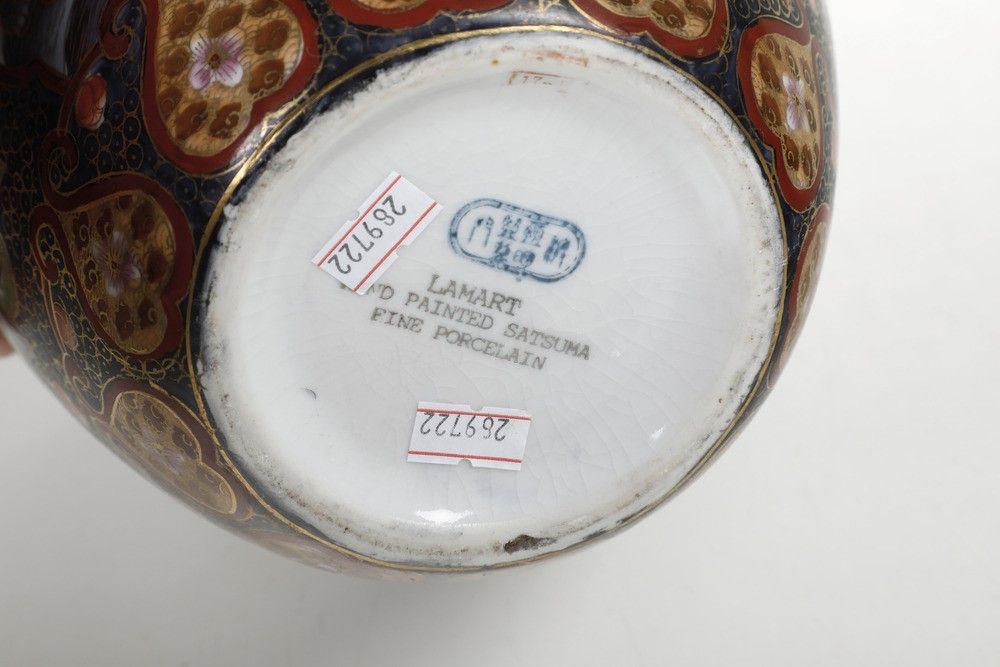 269722
LAMART
PAINTED SATSUMA
FINE PORCELAIN
269722